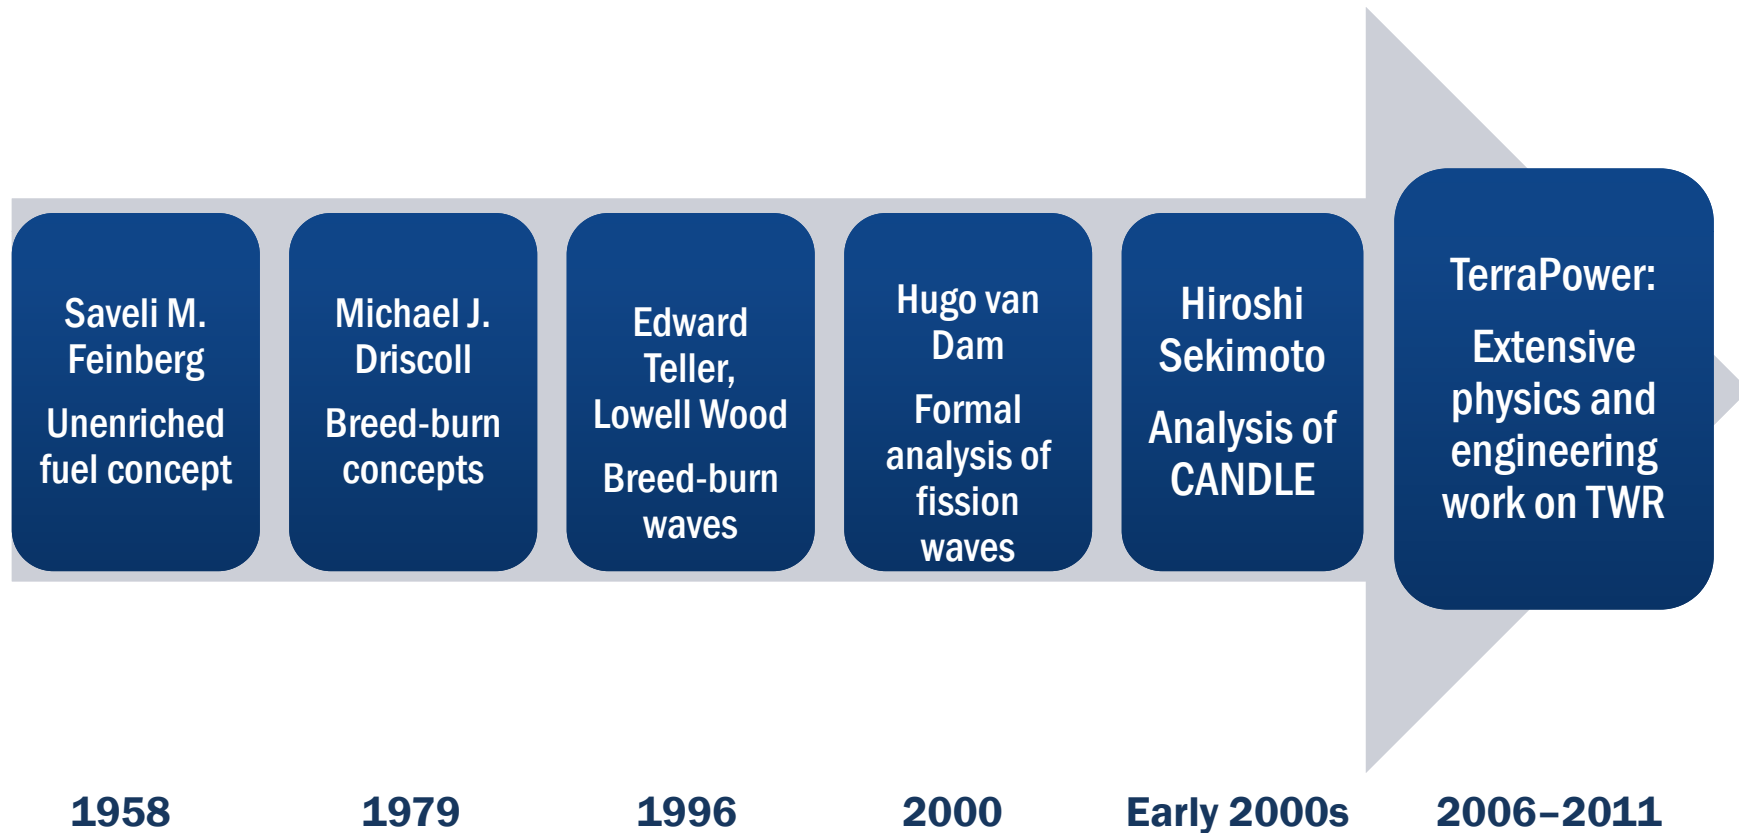 Saveli M.
Feinberg
Unenriched
fuel concept
Michael J.
Driscoll
Breed-burn
concepts
Edward
Teller,
Lowell Wood
Breed-burn
waves
Hugo van
Dam
Formal
analysis of
fission
waves
Hiroshi
Sekimoto
Analysis of
CANDLE
TerraPower:
Extensive
physics and
engineering
work on TWR
1958
1979
1996
2000
Early 2000s
2006–2011